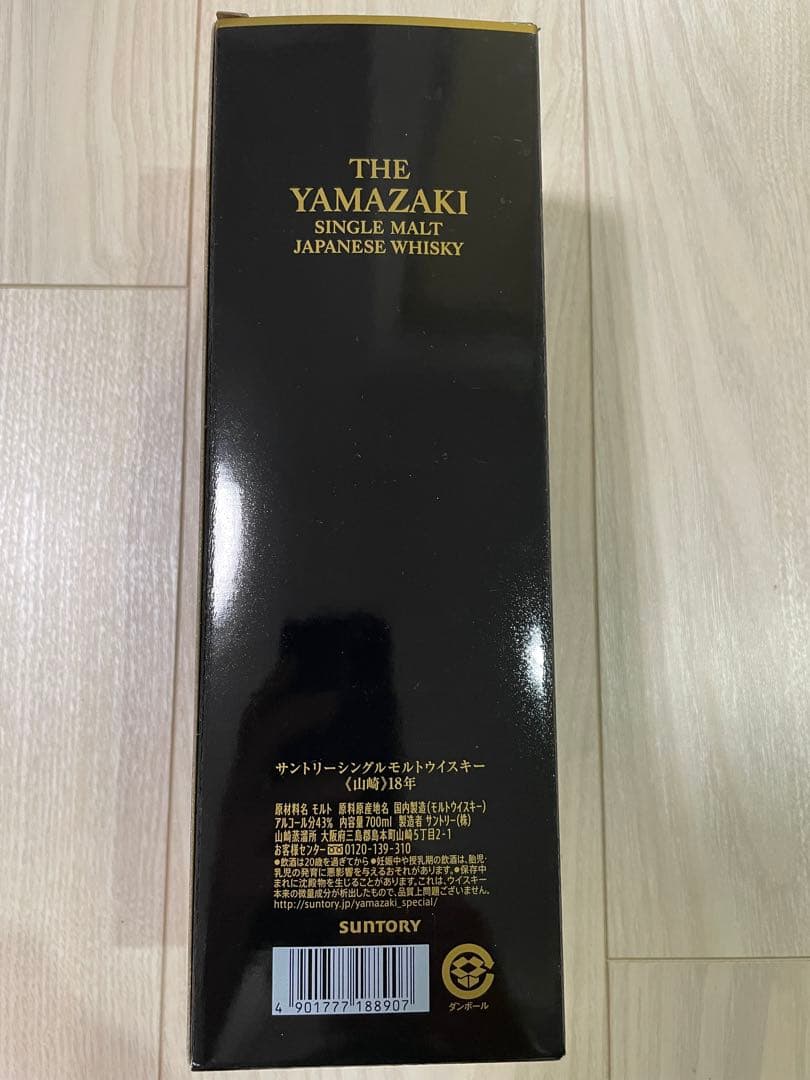 THE
YAMAZAKI
SINGLE MALT
JAPANESE WHISKY
サントリーシングルモルトウイスキー
《山崎》18年
原材料名 モルト 原料原産地名 国内製造(モルトウイスキー)
アルコール分43% 内容量700ml 製造者 サントリー(株)
山崎蒸溜所 大阪府三島郡島本町山崎5丁目2-1
お客様センター 0120-139-310
●飲酒は20歳を過ぎてから ●妊娠中や授乳期の飲酒は、胎児・
乳児の発育に悪影響を与えるおそれがあります。●保存中
まれに沈殿物を生じることがあります。これは、ウイスキー
本来の微量成分が析出したもので、品質上問題ございません。
http://suntory.jp/yamazaki_special/
SUNTORY
4 901777 188907
ダンボール